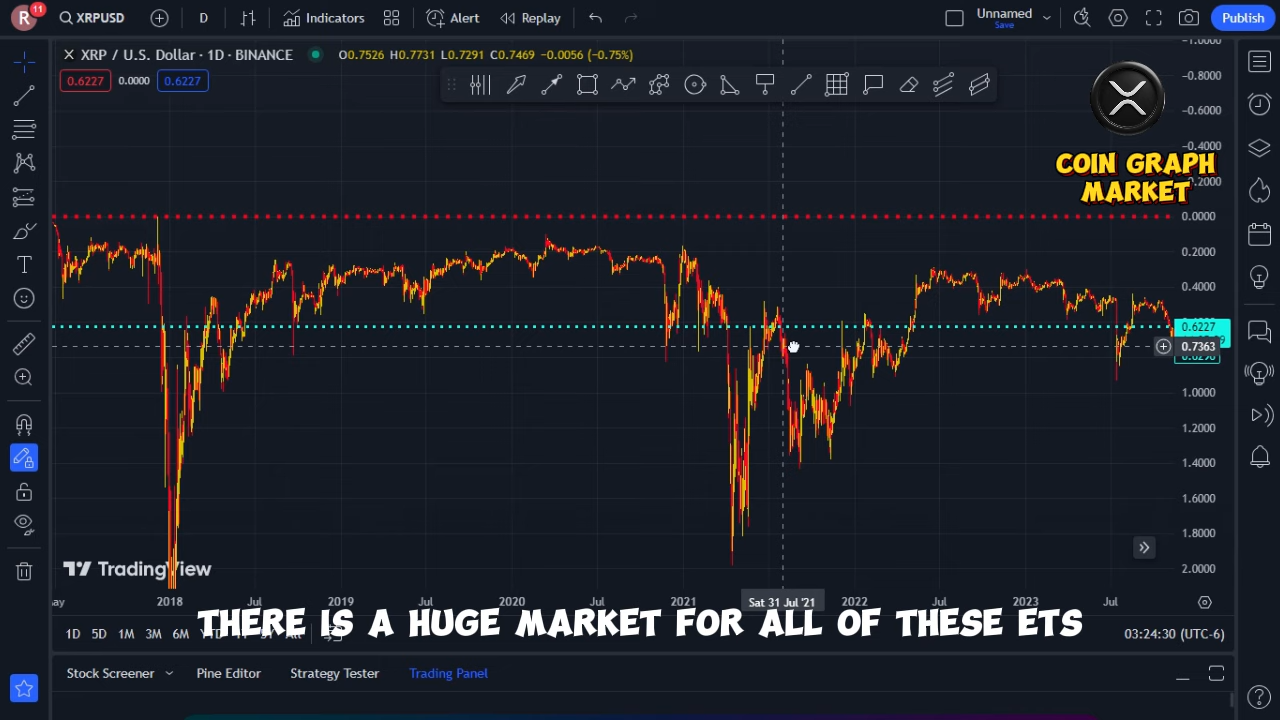 R 11 XRPUSD D Indicators Alert Replay Unnamed Save Publish
XRP / U.S. Dollar · 1D · BINANCE O0.7526 H0.7731 L0.7291 C0.7469 −0.0056 (−0.75%)
0.6227 0.0000 0.6227
COIN GRAPH
MARKET
-1.0000
-0.8000
-0.6000
-0.4000
0.0000
0.2000
0.4000
0.6227
0.7363
1.0000
1.2000
1.4000
1.6000
1.8000
2.0000
TradingView
2018 Jul 2019 Jul 2020 Jul 2021 Sat 31 Jul '21 2022 2023 Jul
THERE IS A HUGE MARKET FOR ALL OF THESE ETS
1D 5D 1M 3M 6M 03:24:30 (UTC-6)
Stock Screener Pine Editor Strategy Tester Trading Panel